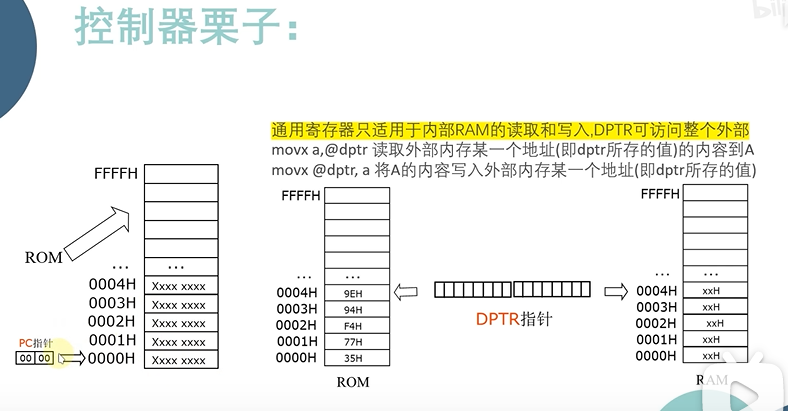 控制器栗子：
通用寄存器只适用于内部RAM的读取和写入,DPTR可访问整个外部
movx a,@dptr 读取外部内存某一个地址(即dptr所存的值)的内容到A
movx @dptr, a 将A的内容写入外部内存某一个地址(即dptr所存的值)
FFFFH
ROM
... ...
0004H Xxxx xxxx
0003H Xxxx xxxx
0002H Xxxx xxxx
0001H Xxxx xxxx
0000H Xxxx xxxx
PC指针
00 00
FFFFH
... ...
0004H 9EH
0003H 94H
0002H F4H
0001H 77H
0000H 35H
ROM
DPTR指针
FFFFH
... ...
0004H xxH
0003H xxH
0002H xxH
0001H xxH
0000H xxH
RAM